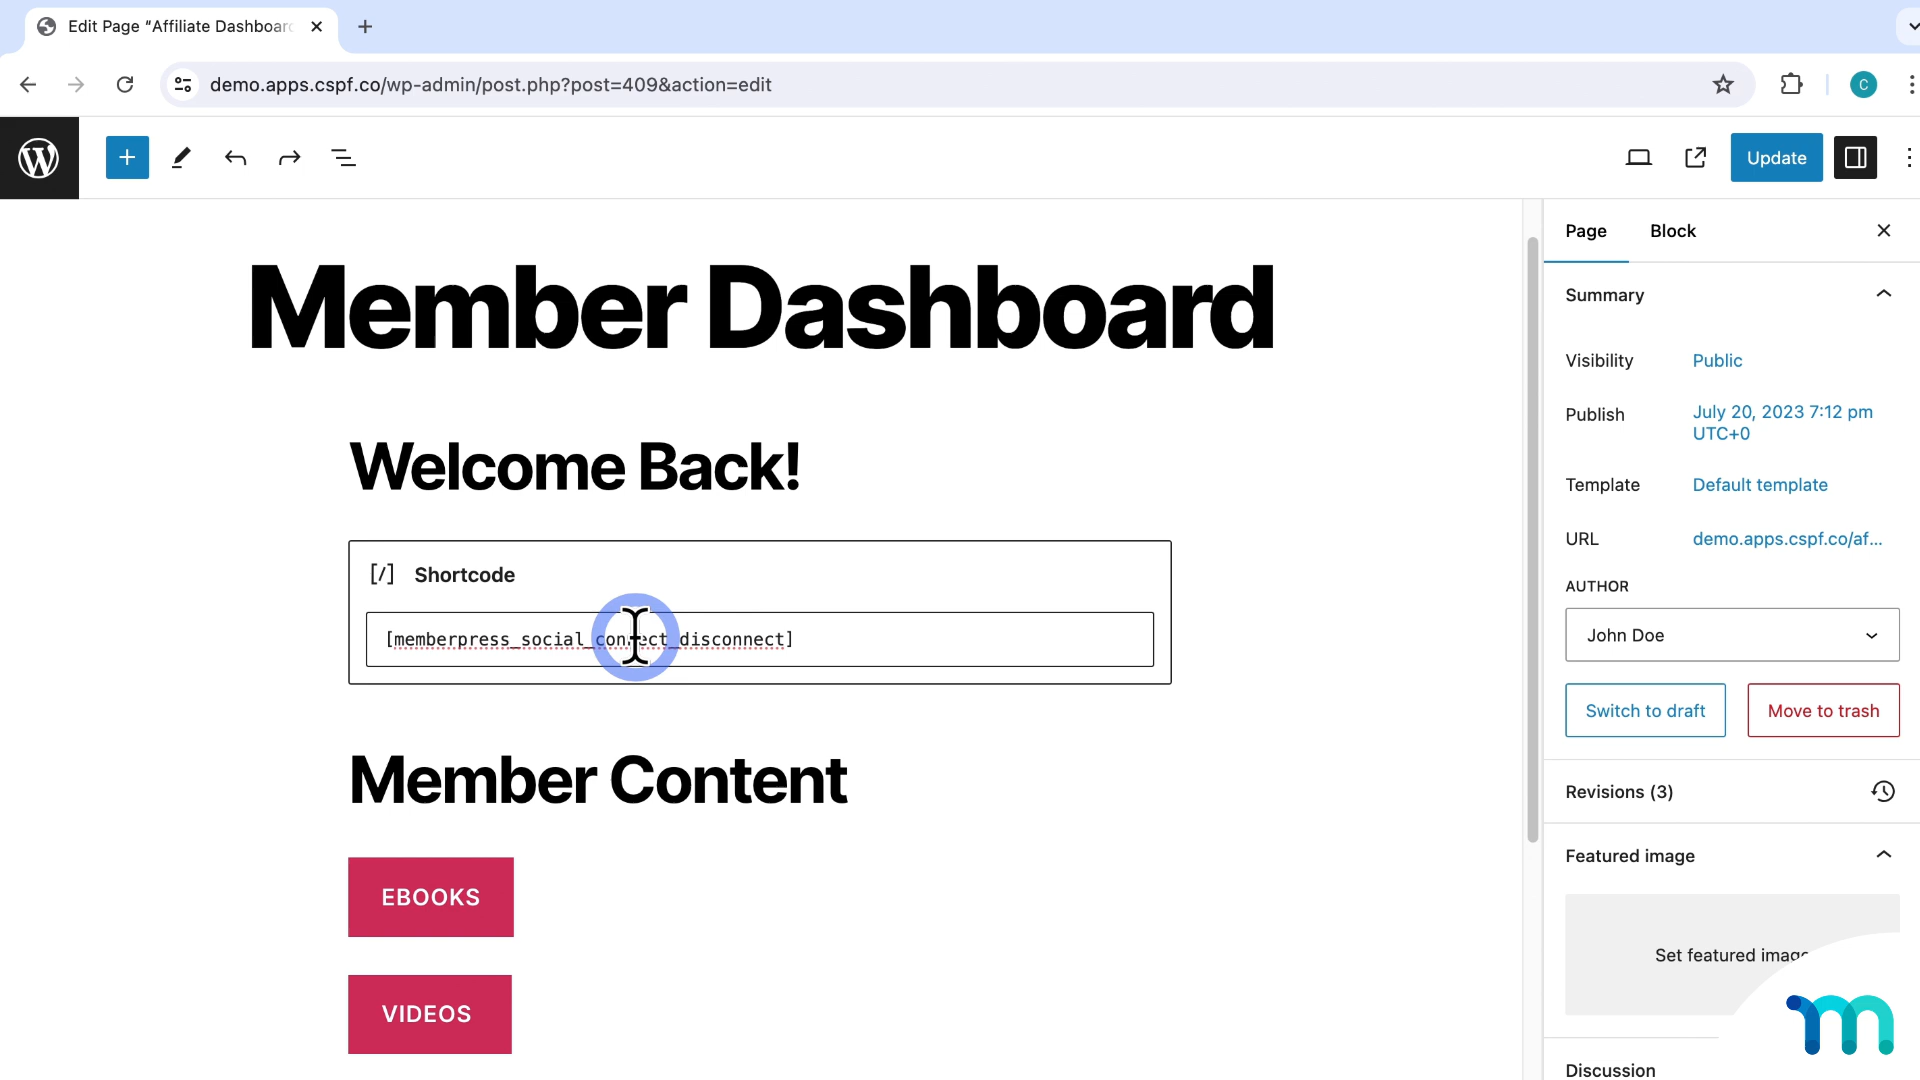 Edit Page "Affiliate Dashboar
demo.apps.cspf.co/wp-admin/post.php?post=409&action=edit
C
Update
Page Block
Summary
Visibility Public
Publish July 20, 2023 7:12 pm
UTC+0
Template Default template
URL demo.apps.cspf.co/af...
AUTHOR
John Doe
Switch to draft Move to trash
Revisions (3)
Featured image
Set featured image
Discussion
Member Dashboard
Welcome Back!
[/] Shortcode
[memberpress_social_connect_disconnect]
Member Content
EBOOKS
VIDEOS